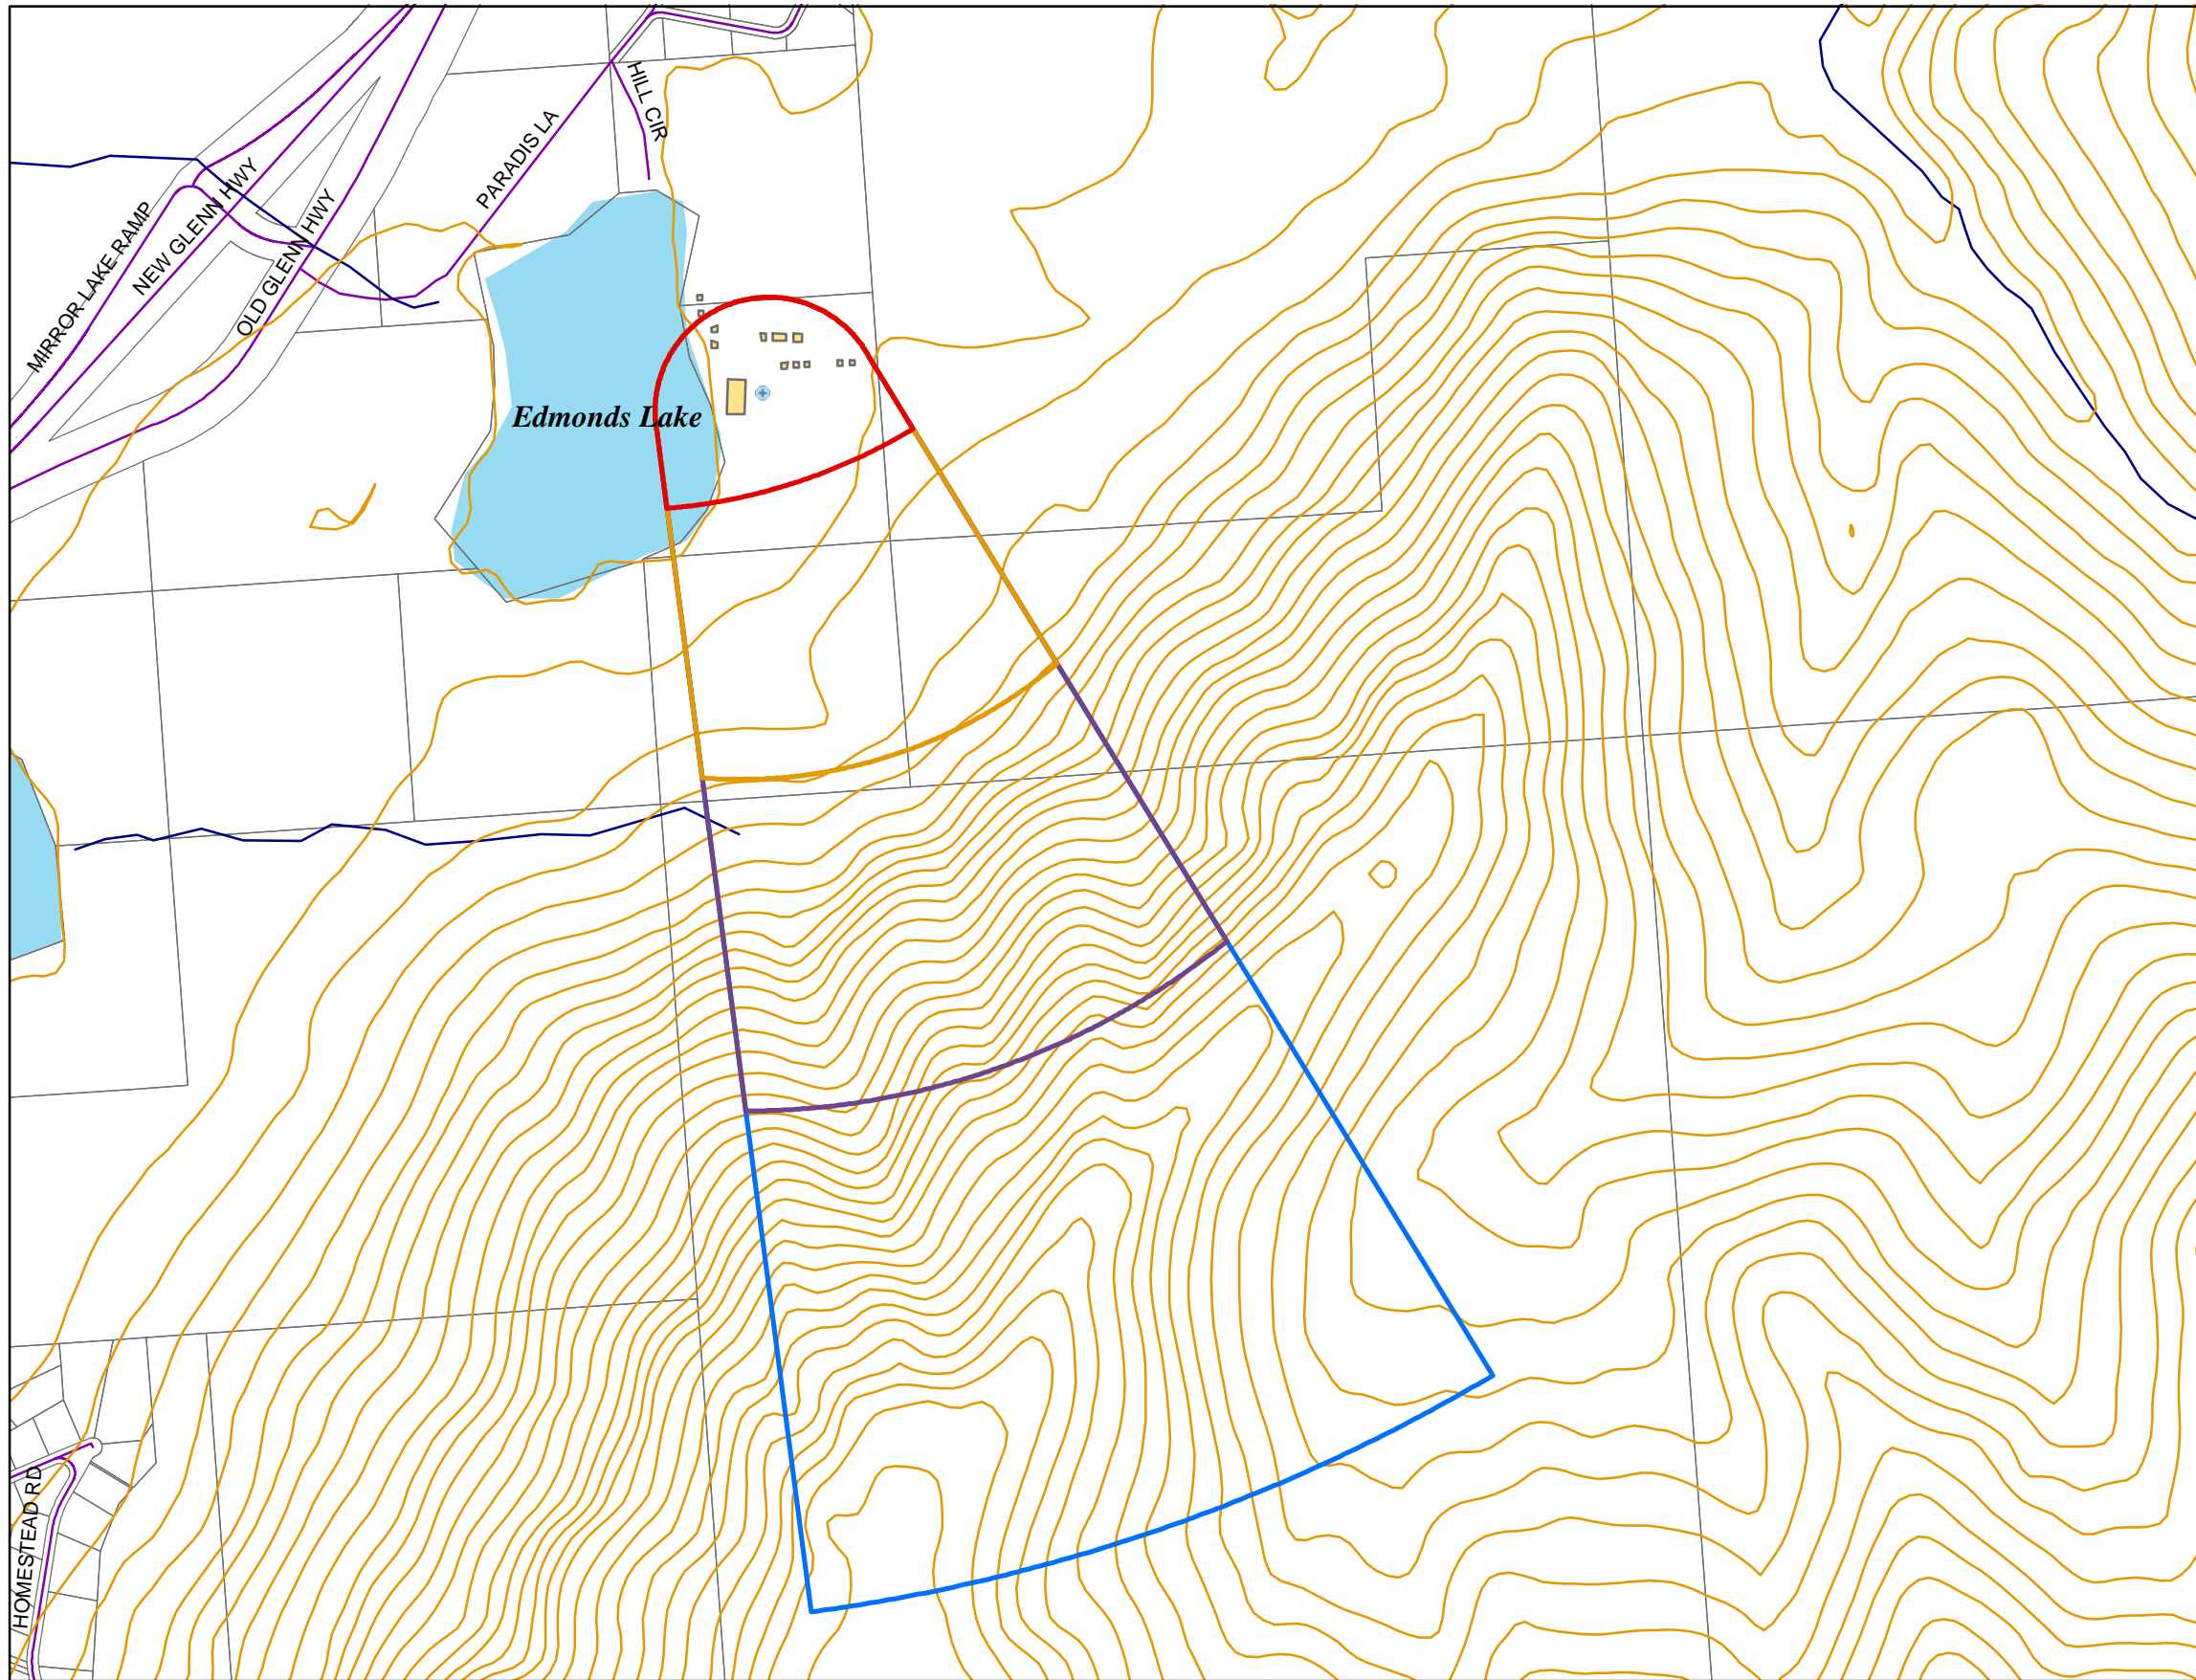 HILL CIR
PARADIS LA
MIRROR LAKE RAMP
NEW GLENN HWY
OLD GLENN HWY
Edmonds Lake
HOMESTEAD RD